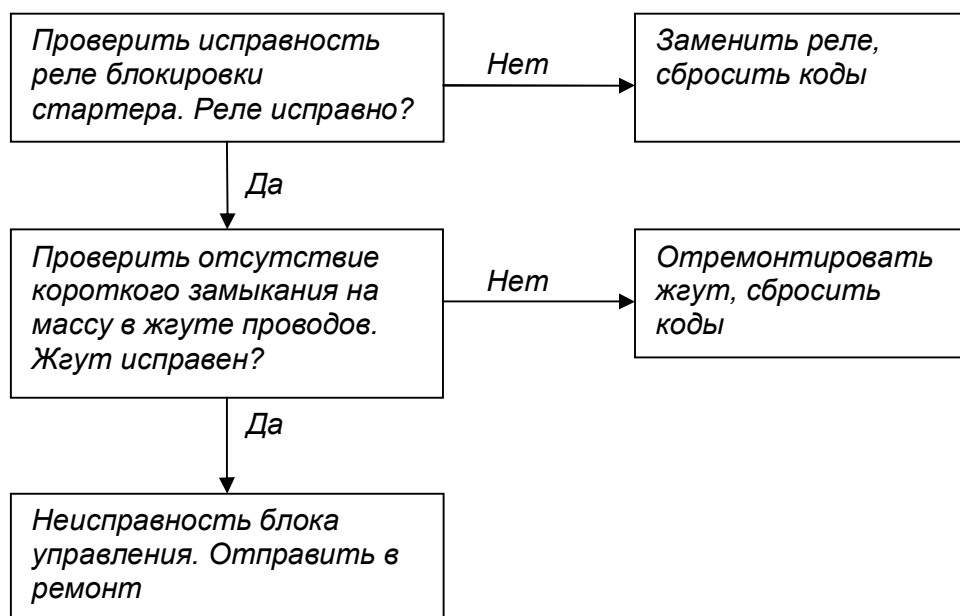 Проверить исправность
реле блокировки
стартера. Реле исправно?
Нет
Заменить реле,
сбросить коды
Да
Проверить отсутствие
короткого замыкания на
массу в жгуте проводов.
Жгут исправен?
Нет
Отремонтировать
жгут, сбросить
коды
Да
Неисправность блока
управления. Отправить в
ремонт